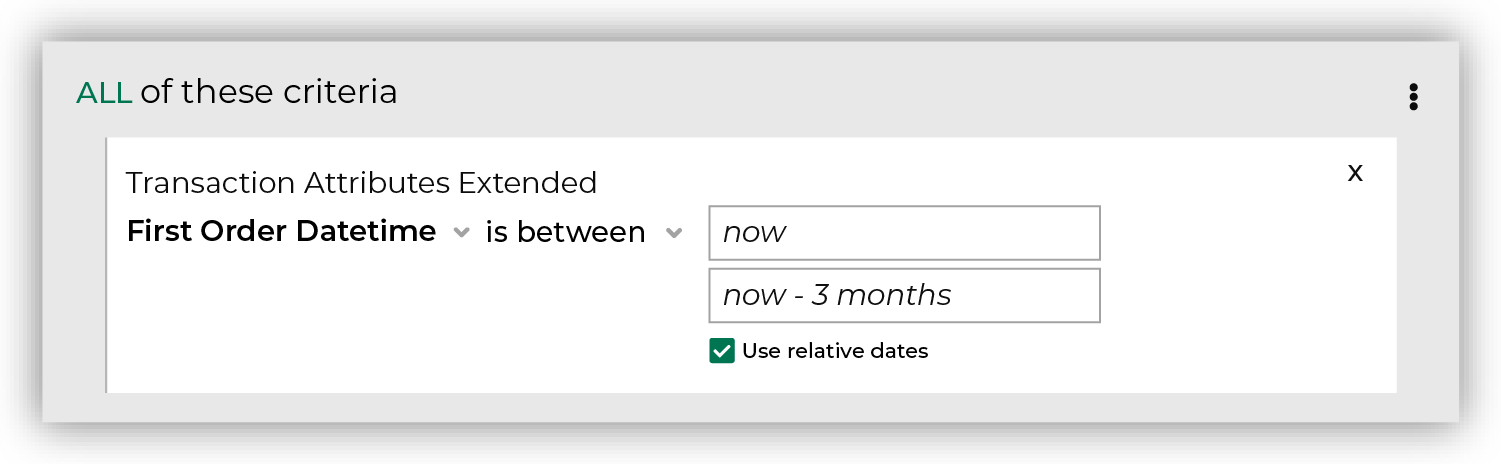 ALL of these criteria
Transaction Attributes Extended
x
First Order Datetime is between now
now - 3 months
Use relative dates